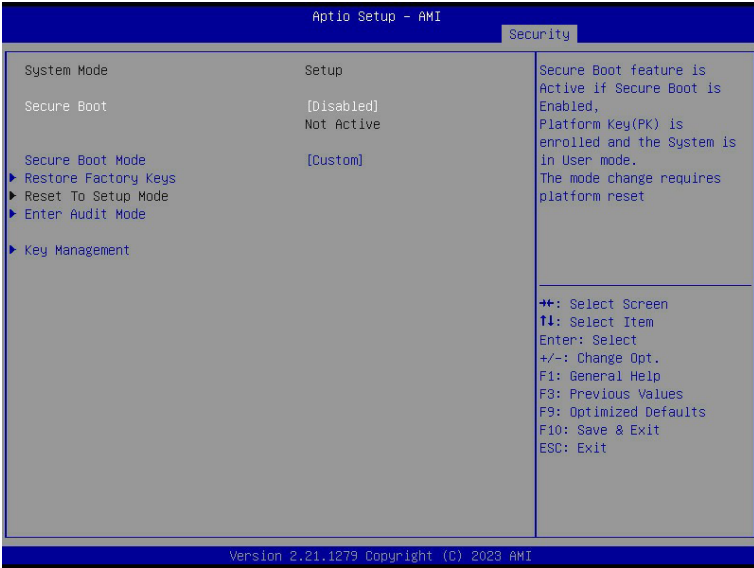 Aptio Setup – AMI
Security
System Mode Setup
Secure Boot [Disabled]
Not Active
Secure Boot Mode [Custom]
Restore Factory Keys
Reset To Setup Mode
Enter Audit Mode
Key Management
Secure Boot feature is
Active if Secure Boot is
Enabled,
Platform Key(PK) is
enrolled and the System is
in User mode.
The mode change requires
platform reset
→←: Select Screen
↑↓: Select Item
Enter: Select
+/-: Change Opt.
F1: General Help
F3: Previous Values
F9: Optimized Defaults
F10: Save & Exit
ESC: Exit
Version 2.21.1279 Copyright (C) 2023 AMI